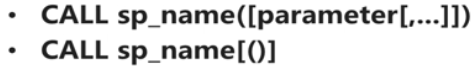 • CALL sp_name([parameter[,...]])
• CALL sp_name[()]